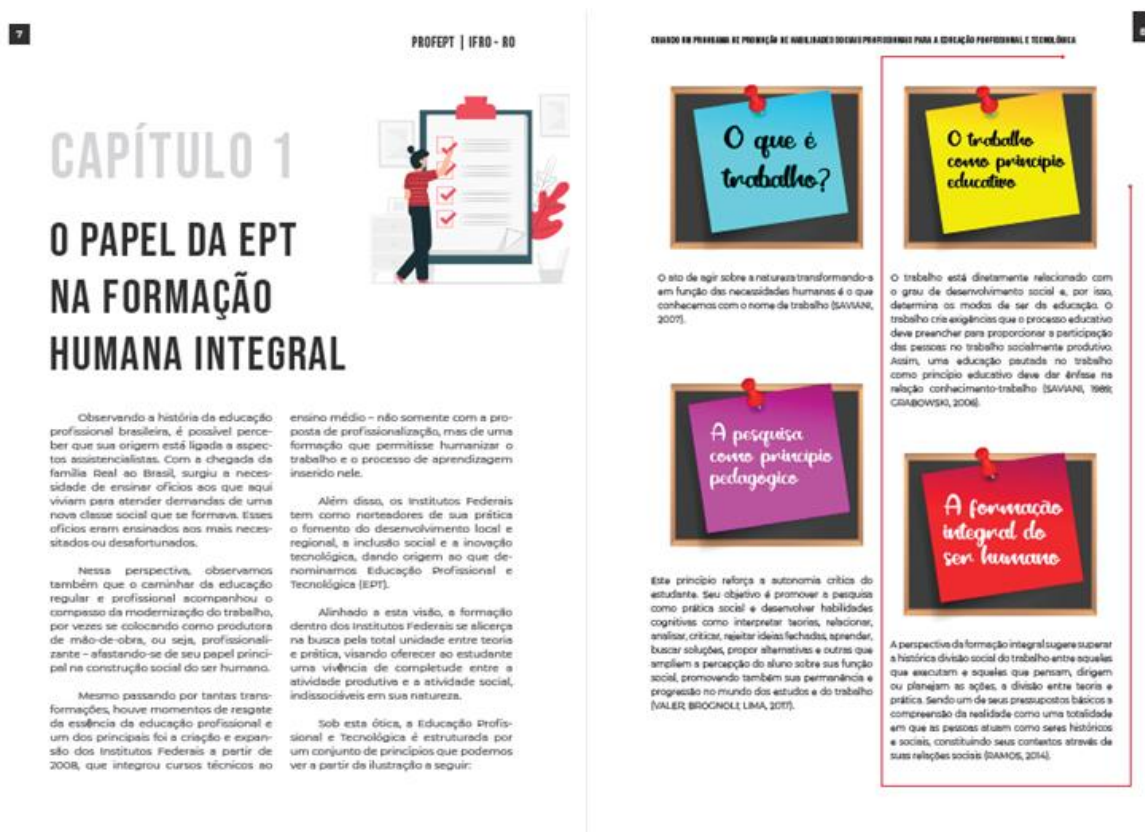 7
PROFEPT | IFRO - RO
CAPÍTULO 1
O PAPEL DA EPT
NA FORMAÇÃO
HUMANA INTEGRAL
Observando a história da educação
profissional brasileira, é possível perce-
ber que sua origem está ligada a aspec-
tos assistencialistas. Com a chegada da
família Real ao Brasil, surgiu a neces-
sidade de ensinar ofícios aos que aqui
viviam para atender demandas de uma
nova classe social que se formava. Esses
ofícios eram ensinados aos mais neces-
sitados ou desafortunados.
Nessa perspectiva, observamos
também que o caminhar da educação
regular e profissional acompanhou o
compasso da modernização do trabalho,
por vezes se colocando como produtora
de mão-de-obra, ou seja, profissionali-
zante – afastando-se de seu papel princi-
pal na construção social do ser humano.
Mesmo passando por tantas trans-
formações, houve momentos de resgate
da essência da educação profissional e
um dos principais foi a criação e expan-
são dos Institutos Federais a partir de
2008, que integrou cursos técnicos ao
ensino médio – não somente com a pro-
posta de profissionalização, mas de uma
formação que permitisse humanizar o
trabalho e o processo de aprendizagem
inserido nele.
Além disso, os Institutos Federais
tem como norteadores de sua prática
o fomento do desenvolvimento local e
regional, a inclusão social e a inovação
tecnológica, dando origem ao que de-
nominamos Educação Profissional e
Tecnológica (EPT).
Alinhado a esta visão, a formação
dentro dos Institutos Federais se alicerça
na busca pela total unidade entre teoria
e prática, visando oferecer ao estudante
uma vivência de completude entre a
atividade produtiva e a atividade social,
indissociáveis em sua natureza.
Sob esta ótica, a Educação Profis-
sional e Tecnológica é estruturada por
um conjunto de princípios que podemos
ver a partir da ilustração a seguir:
CRIANDO UM PROGRAMA DE PROMOÇÃO DE HABILIDADES SOCIAIS PROFISSIONAIS PARA A EDUCAÇÃO PROFISSIONAL E TECNOLÓGICA
8
O que é
trabalho?
O ato de agir sobre a natureza transformando-a
em função das necessidades humanas é o que
conhecemos com o nome de trabalho (SAVIANI,
2007).
O trabalho
como princípio
educativo
O trabalho está diretamente relacionado com
o grau de desenvolvimento social e, por isso,
determina os modos de ser da educação. O
trabalho cria exigências que o processo educativo
deve preencher para proporcionar a participação
das pessoas no trabalho socialmente produtivo.
Assim, uma educação pautada no trabalho
como princípio educativo deve dar ênfase na
relação conhecimento-trabalho (SAVIANI, 1989;
GRABOWSKI, 2006).
A pesquisa
como princípio
pedagógico
Este princípio reforça a autonomia crítica do
estudante. Seu objetivo é promover a pesquisa
como prática social e desenvolver habilidades
cognitivas como interpretar teorias, relacionar,
analisar, criticar, rejeitar ideias fechadas, aprender,
buscar soluções, propor alternativas e outras que
ampliem a percepção do aluno sobre sua função
social, promovendo também sua permanência e
progressão no mundo dos estudos e do trabalho
(VALER; BROGNOLI; LIMA, 2017).
A formação
integral do
ser humano
A perspectiva da formação integral sugere superar
a histórica divisão social do trabalho entre aqueles
que executam e aqueles que pensam, dirigem
ou planejam as ações, a divisão entre teoria e
prática. Sendo um de seus pressupostos básicos a
compreensão da realidade como uma totalidade
em que as pessoas atuam como seres históricos
e sociais, constituindo seus contextos através de
suas relações sociais (RAMOS, 2014).